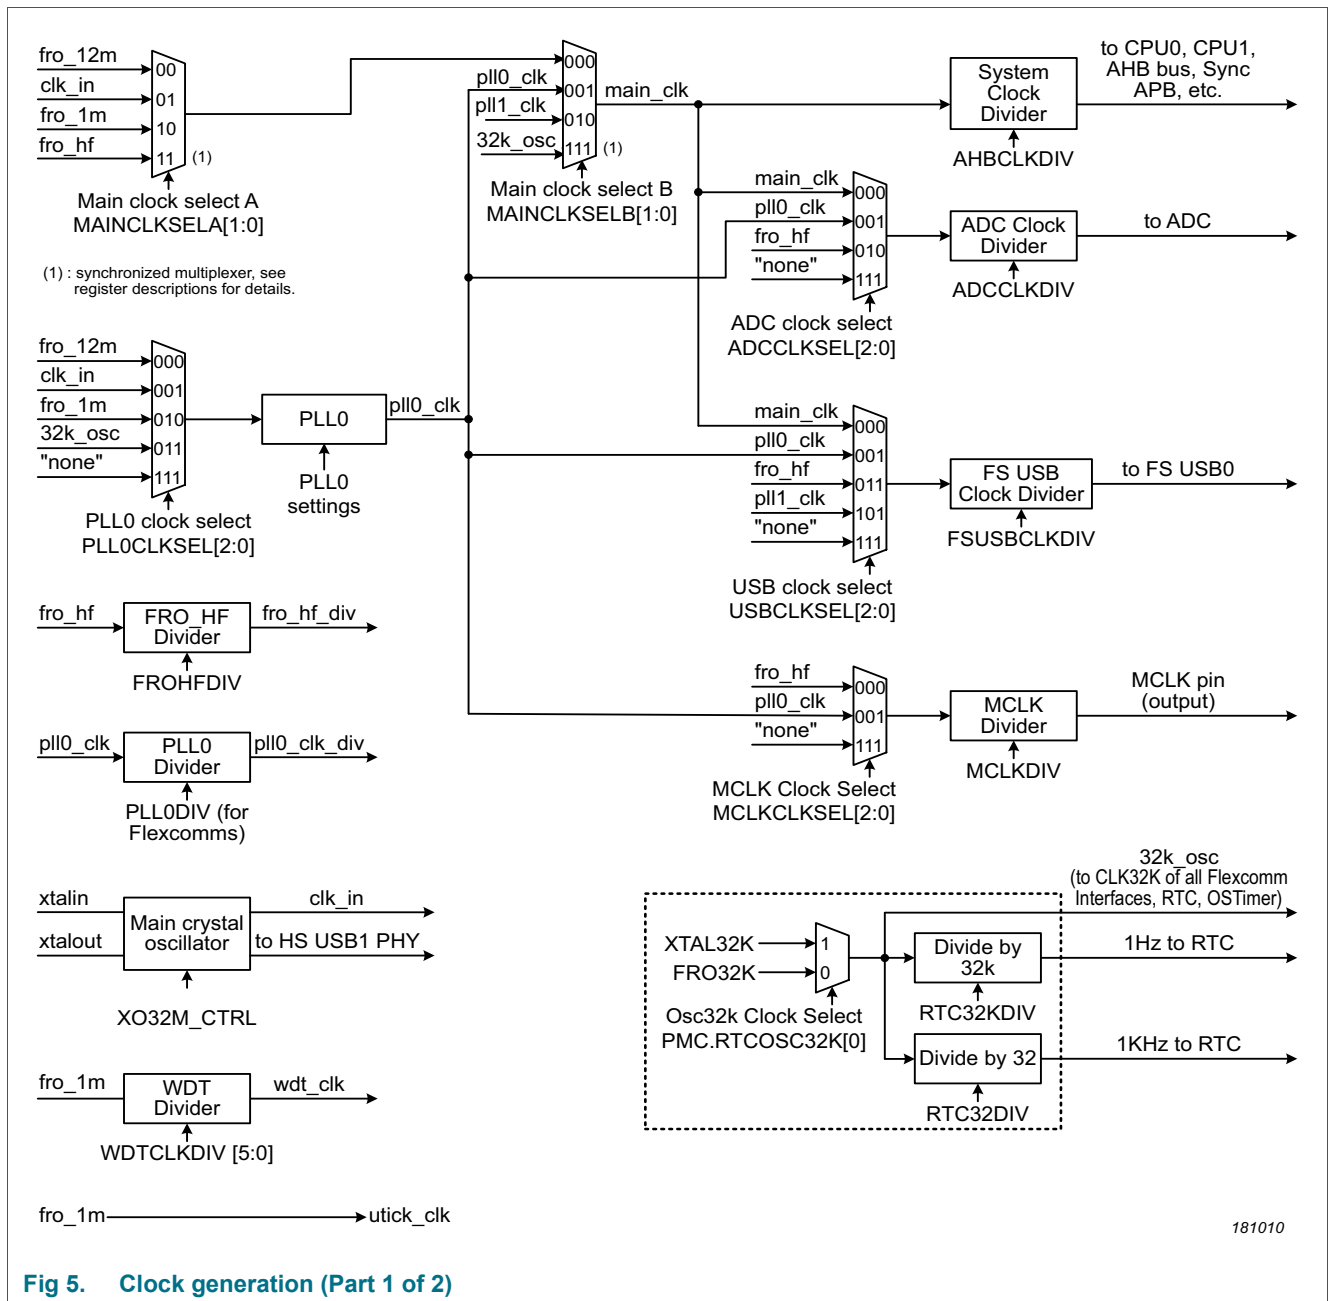 fro_12m
clk_in
fro_1m
fro_hf
00
01
10
11
(1)
Main clock select A
MAINCLKSELA[1:0]
(1) : synchronized multiplexer, see
register descriptions for details.
pll0_clk
pll1_clk
32k_osc
000
001
010
111
(1)
main_clk
Main clock select B
MAINCLKSELB[1:0]
System
Clock
Divider
AHBCLKDIV
to CPU0, CPU1,
AHB bus, Sync
APB, etc.
main_clk
pll0_clk
fro_hf
"none"
000
001
010
111
ADC clock select
ADCCLKSEL[2:0]
ADC Clock
Divider
ADCCLKDIV
to ADC
fro_12m
clk_in
fro_1m
32k_osc
"none"
000
001
010
011
111
PLL0 clock select
PLL0CLKSEL[2:0]
PLL0
PLL0
settings
pll0_clk
main_clk
pll0_clk
fro_hf
pll1_clk
"none"
000
001
011
101
111
USB clock select
USBCLKSEL[2:0]
FS USB
Clock Divider
FSUSBCLKDIV
to FS USB0
fro_hf
FRO_HF
Divider
fro_hf_div
FROHFDIV
fro_hf
pll0_clk
"none"
000
001
111
MCLK Clock Select
MCLKCLKSEL[2:0]
MCLK
Divider
MCLKDIV
MCLK pin
(output)
pll0_clk
PLL0
Divider
pll0_clk_div
PLL0DIV (for
Flexcomms)
xtalin
xtalout
Main crystal
oscillator
clk_in
to HS USB1 PHY
XO32M_CTRL
XTAL32K
FRO32K
1
0
Osc32k Clock Select
PMC.RTCOSC32K[0]
32k_osc
(to CLK32K of all Flexcomm
Interfaces, RTC, OSTimer)
Divide by
32k
RTC32KDIV
1Hz to RTC
Divide by 32
RTC32DIV
1KHz to RTC
fro_1m
WDT
Divider
wdt_clk
WDTCLKDIV [5:0]
fro_1m
utick_clk
181010
Fig 5. Clock generation (Part 1 of 2)